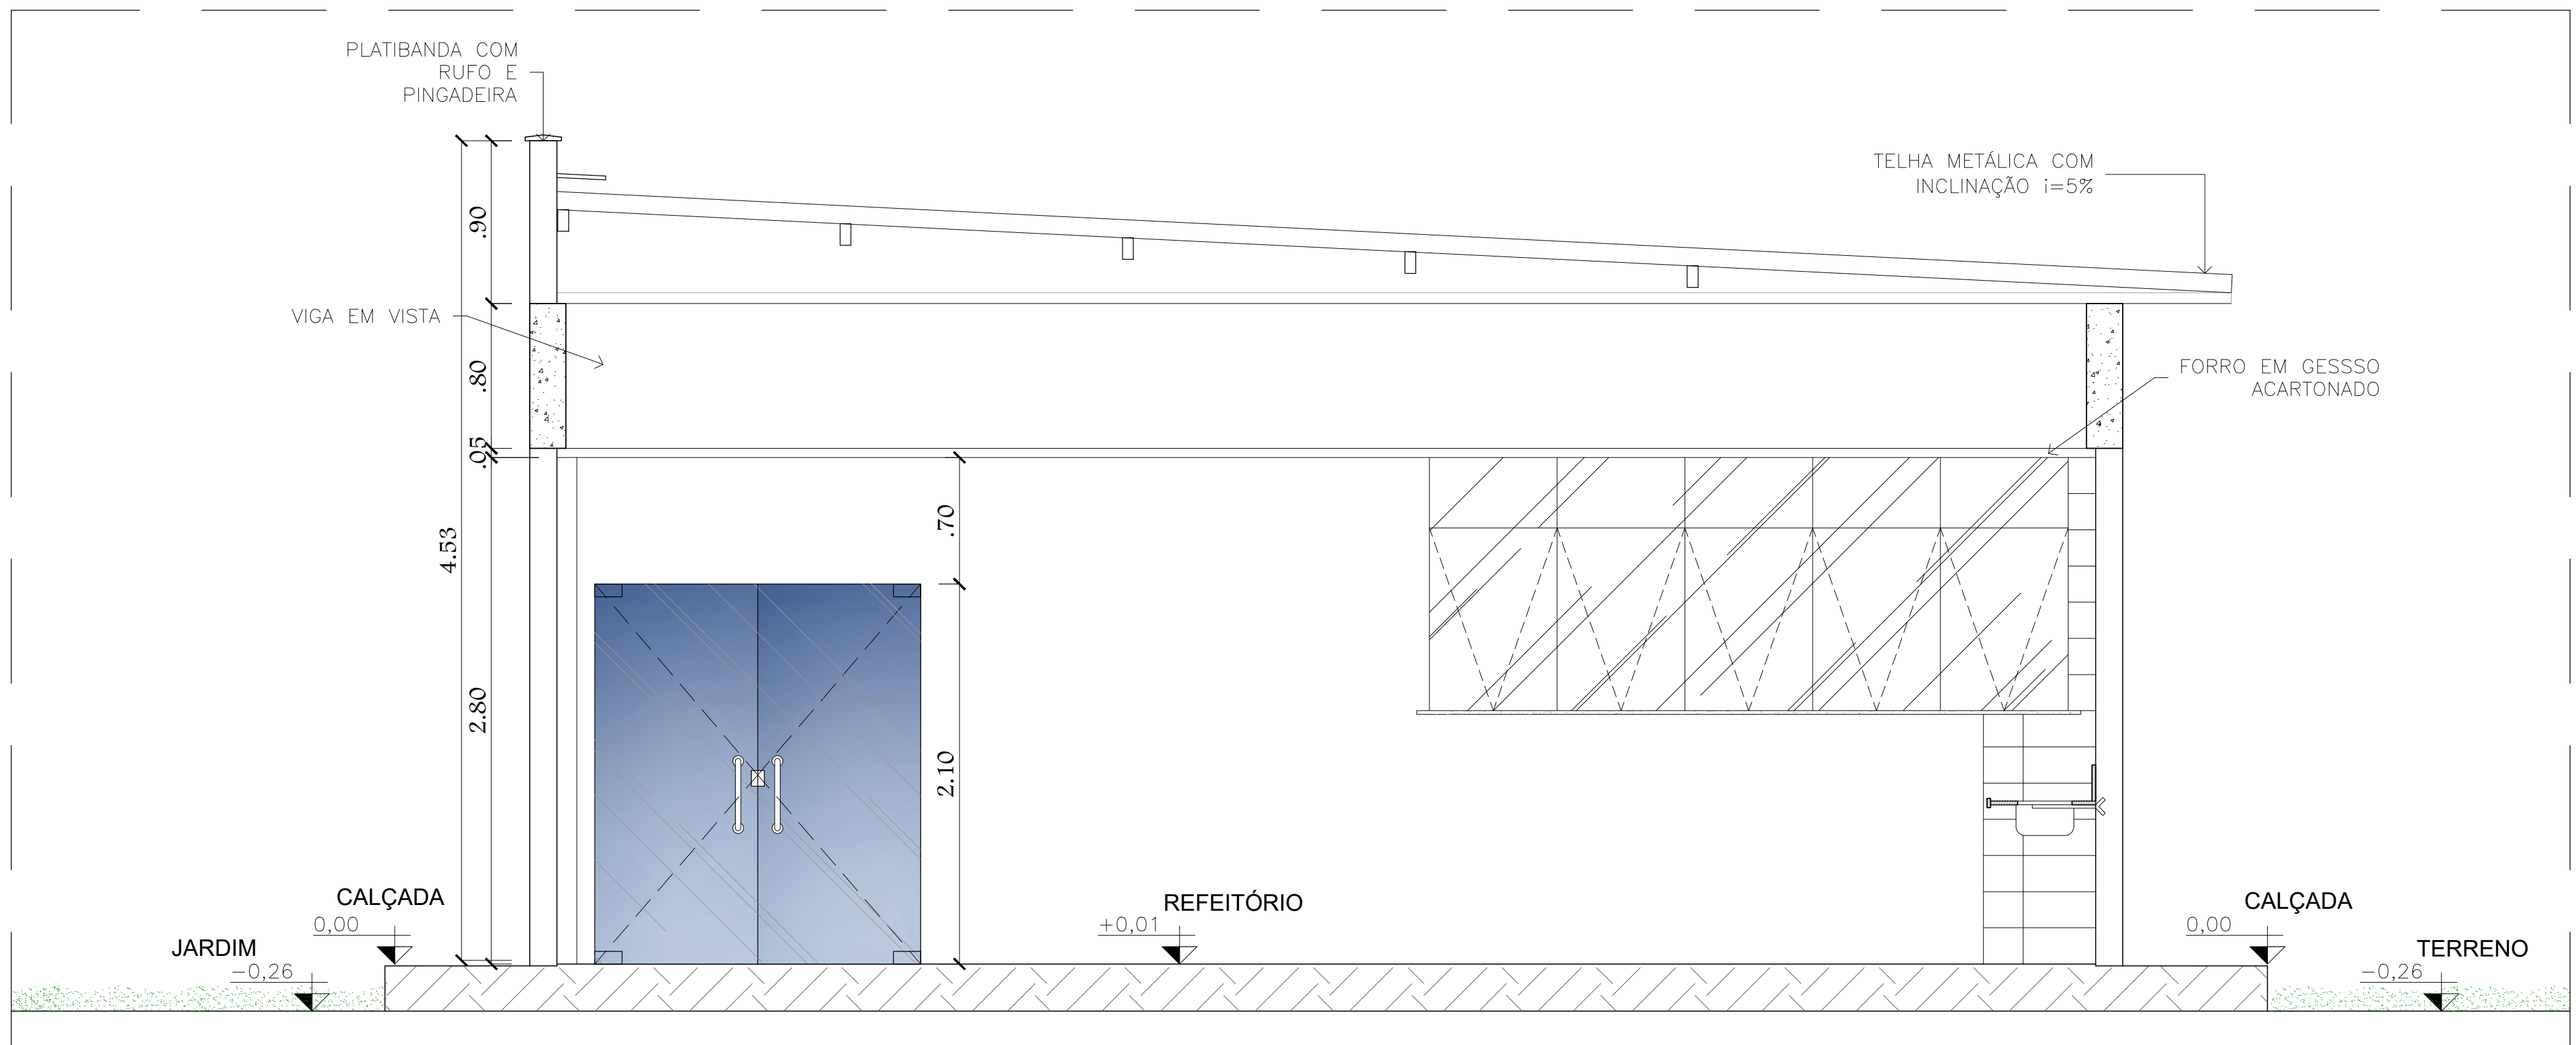 PLATIBANDA COM
RUFO E
PINGADEIRA
TELHA METÁLICA COM
INCLINAÇÃO i=5%
.90
VIGA EM VISTA
.80
FORRO EM GESSSO
ACARTONADO
.05
4.53
.70
2.80
2.10
CALÇADA
0,00
JARDIM
-0,26
REFEITÓRIO
+0,01
CALÇADA
0,00
TERRENO
-0,26